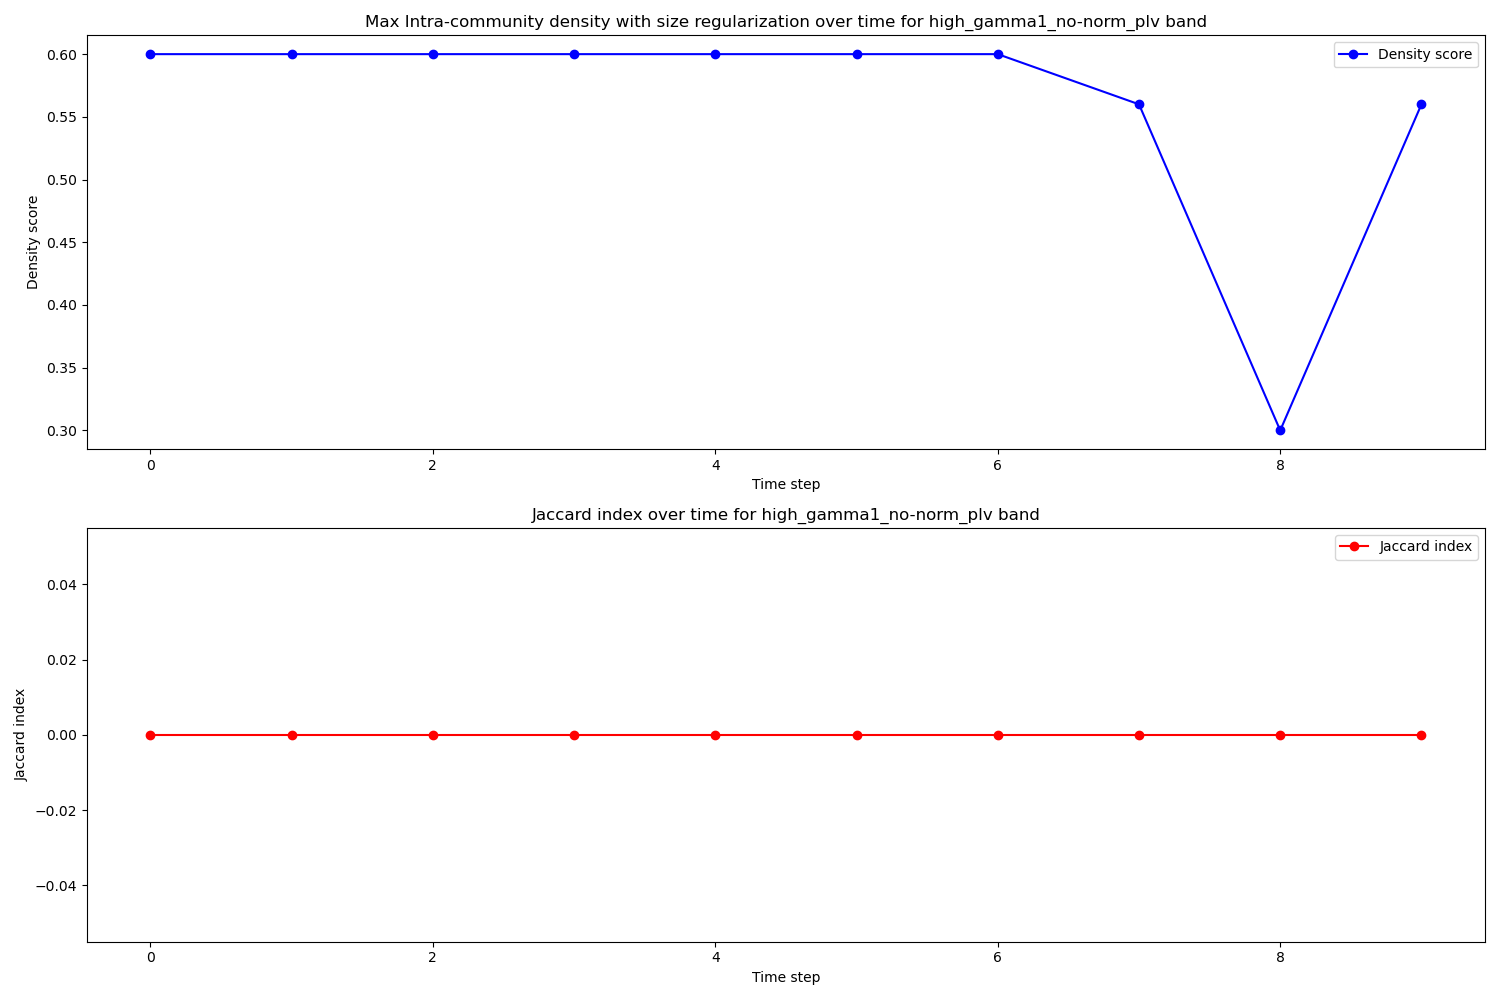 Max Intra-community density with size regularization over time for high_gamma1_no-norm_plv band
Density score
0.60
0.55
0.50
0.45
0.40
0.35
0.30
Density score
0 2 4 6 8
Time step
Jaccard index over time for high_gamma1_no-norm_plv band
Jaccard index
0.04
0.02
0.00
−0.02
−0.04
Jaccard index
0 2 4 6 8
Time step